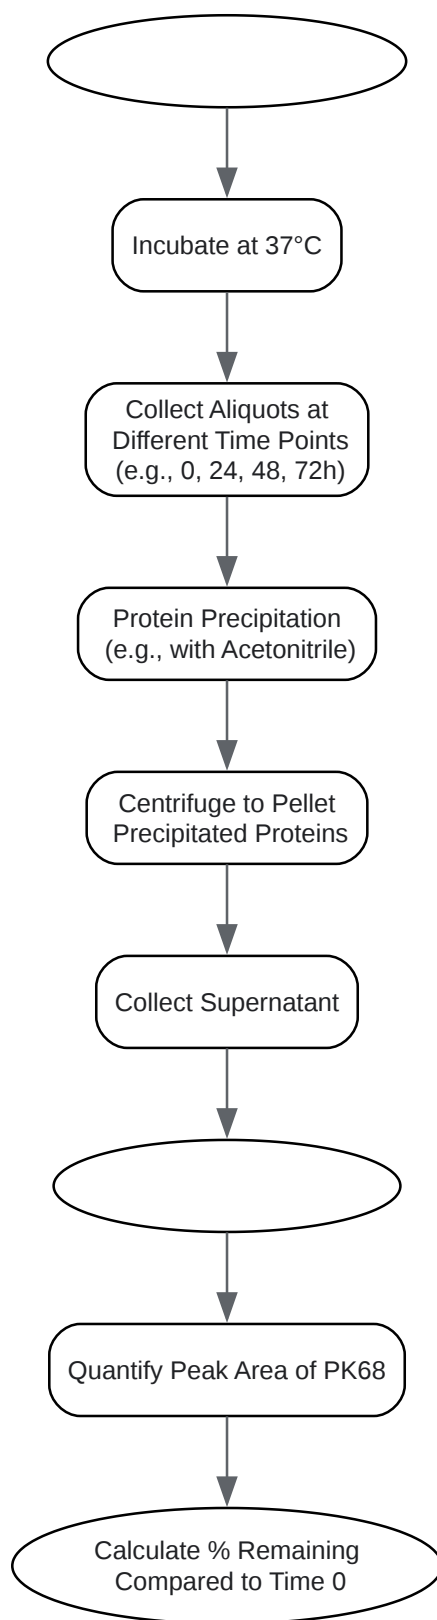 Incubate at 37°C
Collect Aliquots at
Different Time Points
(e.g., 0, 24, 48, 72h)
Protein Precipitation
(e.g., with Acetonitrile)
Centrifuge to Pellet
Precipitated Proteins
Collect Supernatant
Quantify Peak Area of PK68
Calculate % Remaining
Compared to Time 0